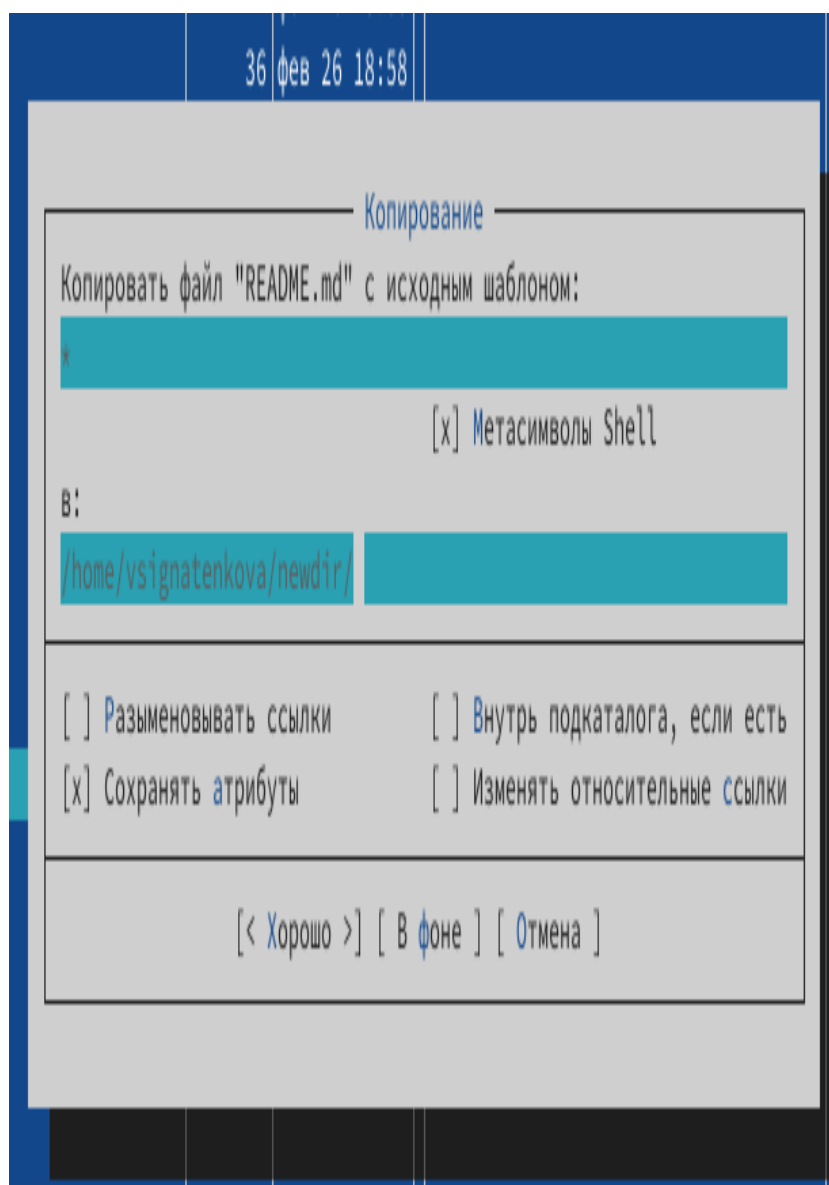 36 фев 26 18:58
Копирование
Копировать файл "README.md" с исходным шаблоном:
*
[x] Метасимволы Shell
в:
/home/vsignatenkova/newdir/
[ ] Разыменовывать ссылки [ ] Внутрь подкаталога, если есть
[x] Сохранять атрибуты [ ] Изменять относительные ссылки
[< Хорошо >] [ В фоне ] [ Отмена ]